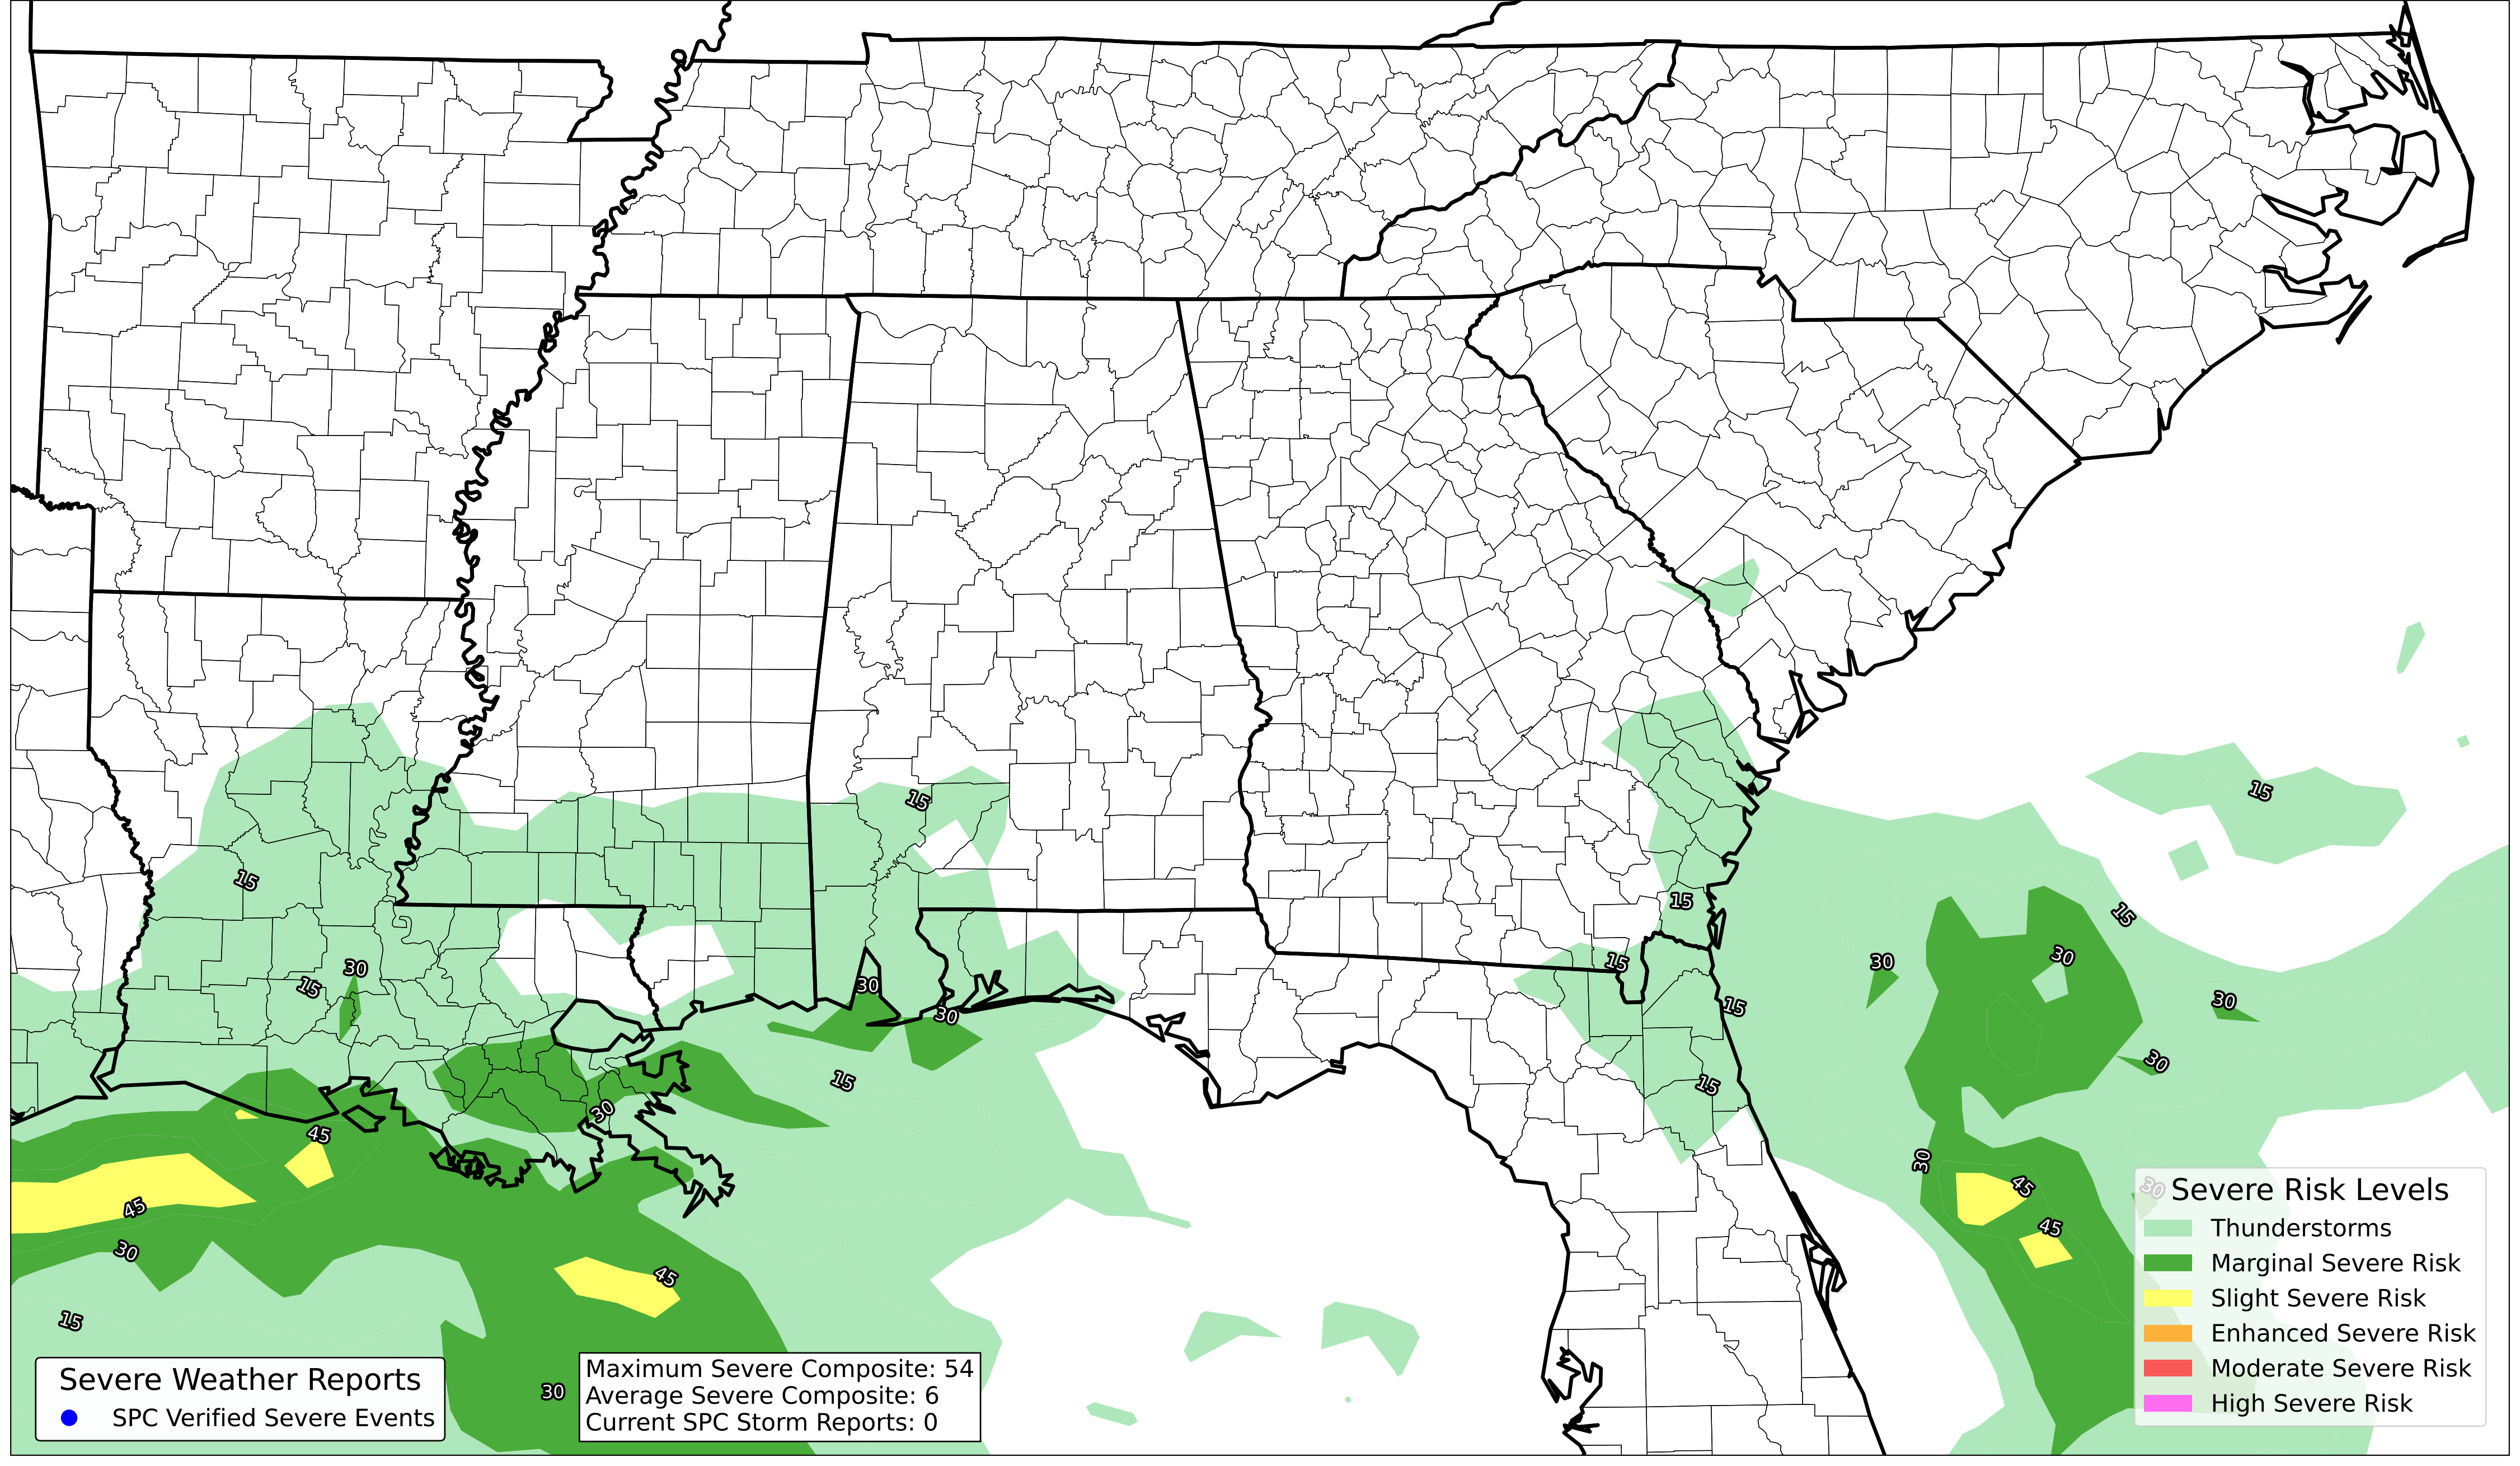 15
15
15
30
15
15
30
30
15
15
30
15
30
30
15
30
15
30
45
45
30
15
45
30
30
45
45
30
Severe Risk Levels
Thunderstorms
Marginal Severe Risk
Slight Severe Risk
Enhanced Severe Risk
Moderate Severe Risk
High Severe Risk
Severe Weather Reports
SPC Verified Severe Events
Maximum Severe Composite: 54
Average Severe Composite: 6
Current SPC Storm Reports: 0